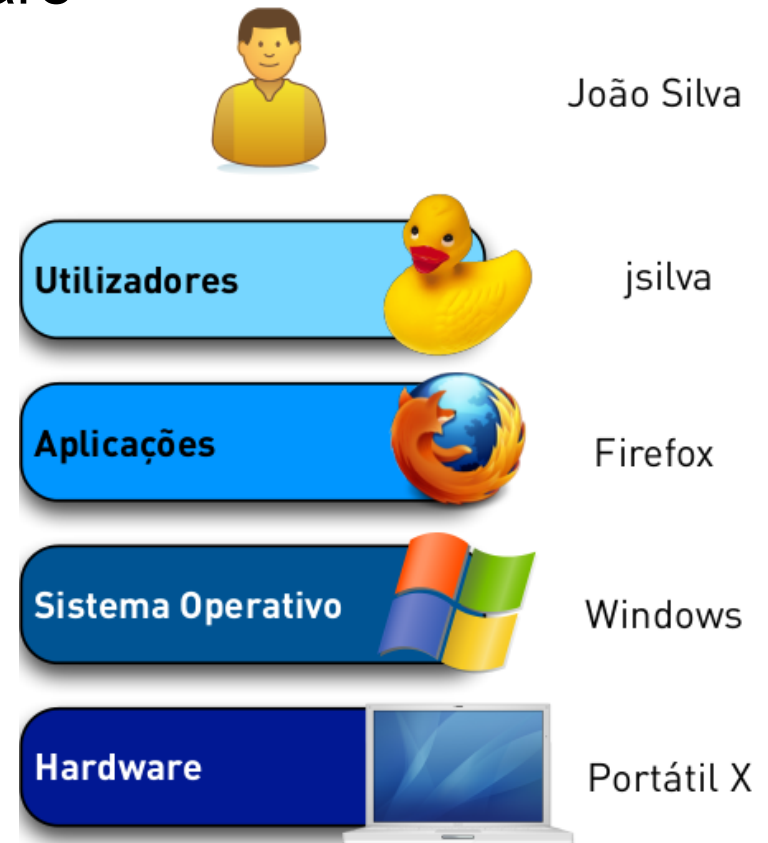 João Silva
Utilizadores
jsilva
Aplicações
Firefox
Sistema Operativo
Windows
Hardware
Portátil X